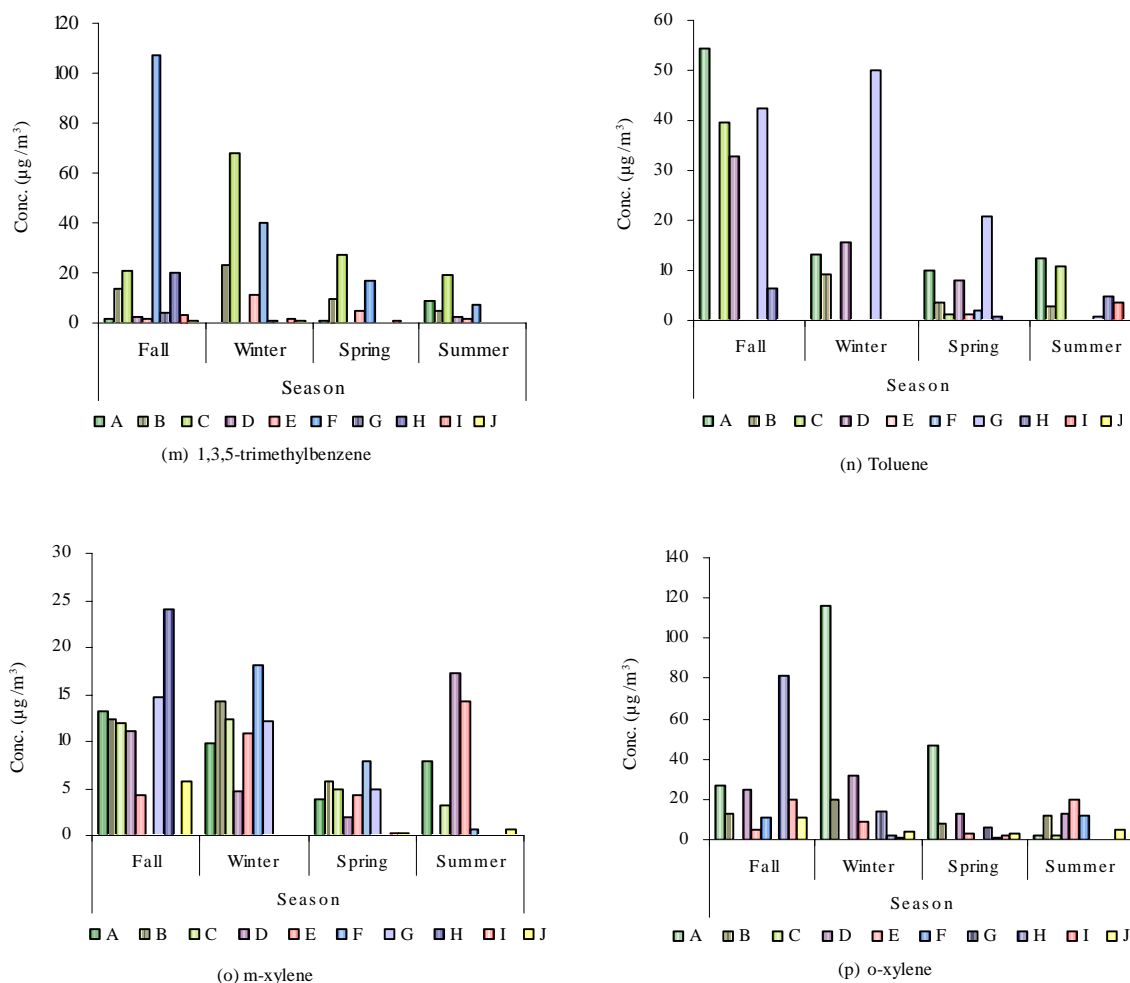 120
100
80
60
40
20
0
Conc. (µg/m³)
Fall Winter Spring Summer
Season
A B C D E F G H I J
(m) 1,3,5-trimethylbenzene
60
50
40
30
20
10
0
Conc. (µg/m³)
Fall Winter Spring Summer
Season
A B C D E F G H I J
(n) Toluene
30
25
20
15
10
5
0
Conc. (µg/m³)
Fall Winter Spring Summer
Season
A B C D E F G H I J
(o) m-xylene
140
120
100
80
60
40
20
0
Conc. (µg/m³)
Fall Winter Spring Summer
Season
A B C D E F G H I J
(p) o-xylene